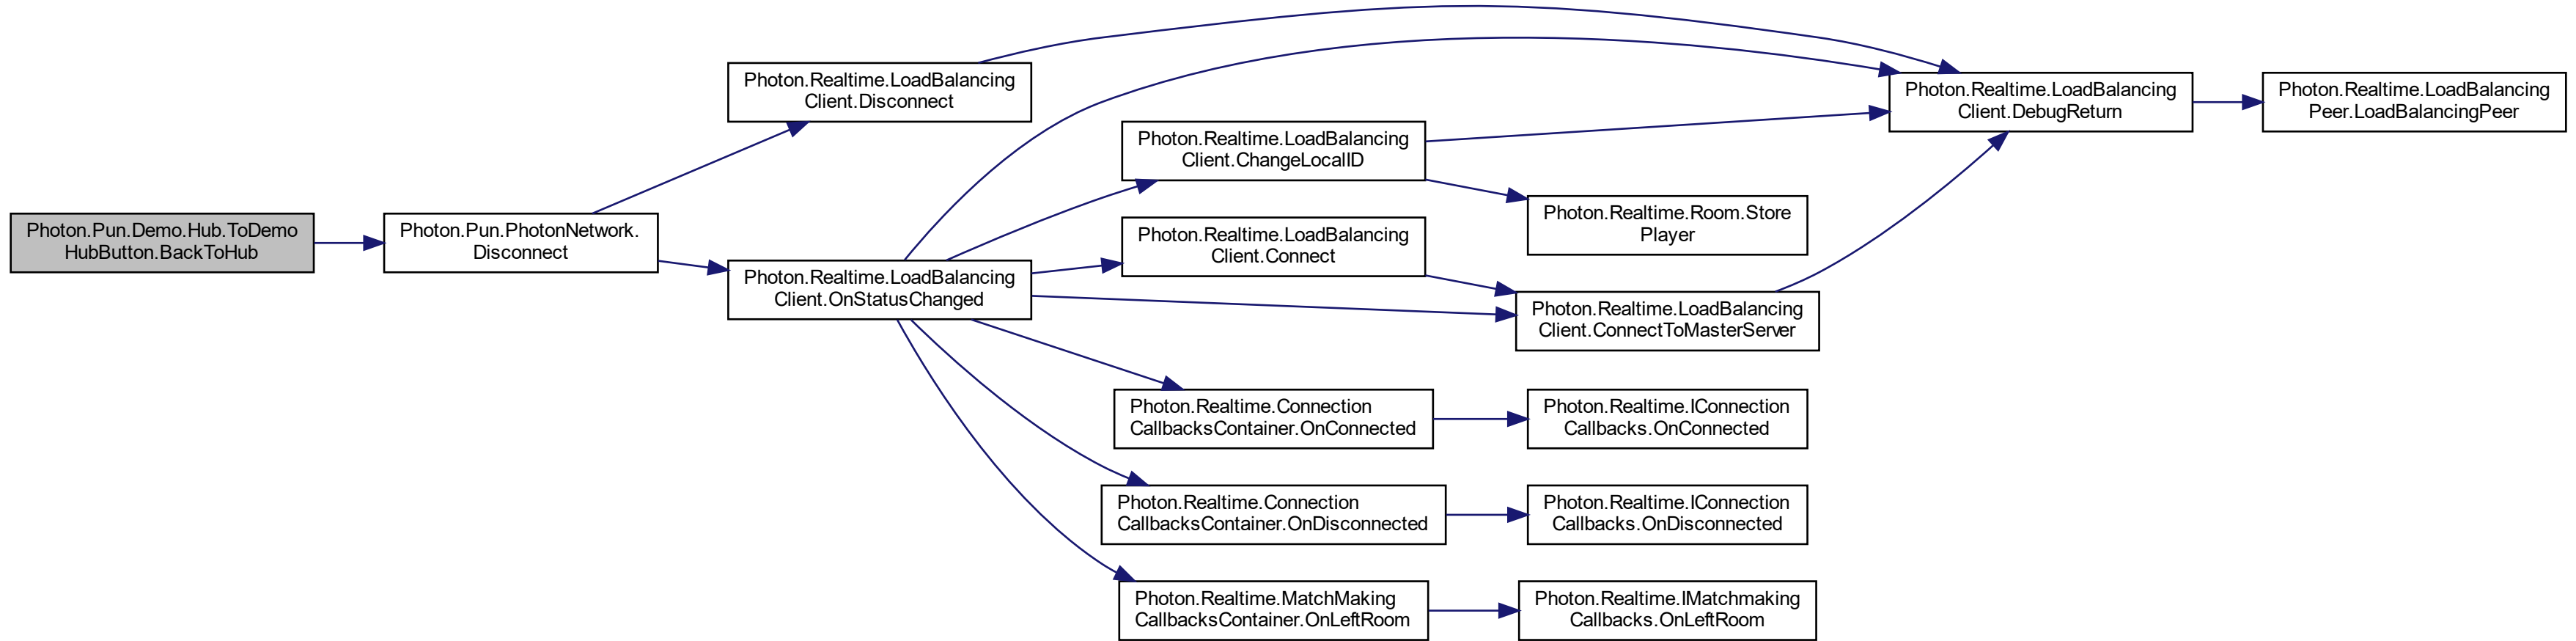 Photon.Pun.Demo.Hub.ToDemo
HubButton.BackToHub
Photon.Pun.PhotonNetwork.
Disconnect
Photon.Realtime.LoadBalancing
Client.Disconnect
Photon.Realtime.LoadBalancing
Client.OnStatusChanged
Photon.Realtime.LoadBalancing
Client.ChangeLocalID
Photon.Realtime.LoadBalancing
Client.Connect
Photon.Realtime.Connection
CallbacksContainer.OnConnected
Photon.Realtime.Connection
CallbacksContainer.OnDisconnected
Photon.Realtime.MatchMaking
CallbacksContainer.OnLeftRoom
Photon.Realtime.Room.Store
Player
Photon.Realtime.LoadBalancing
Client.ConnectToMasterServer
Photon.Realtime.IConnection
Callbacks.OnConnected
Photon.Realtime.IConnection
Callbacks.OnDisconnected
Photon.Realtime.IMatchmaking
Callbacks.OnLeftRoom
Photon.Realtime.LoadBalancing
Client.DebugReturn
Photon.Realtime.LoadBalancing
Peer.LoadBalancingPeer